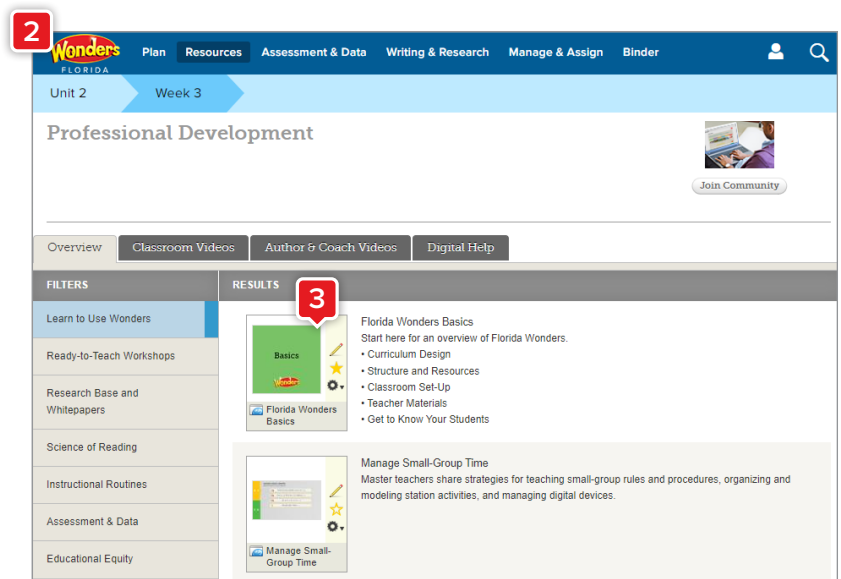 2
Wonders
FLORIDA
Plan Resources Assessment & Data Writing & Research Manage & Assign Binder
Unit 2 Week 3
Professional Development
Join Community
Overview Classroom Videos Author & Coach Videos Digital Help
FILTERS
RESULTS
3
Learn to Use Wonders
Ready-to-Teach Workshops
Research Base and
Whitepapers
Science of Reading
Instructional Routines
Assessment & Data
Educational Equity
Basics
Wonders
Florida Wonders
Basics
Florida Wonders Basics
Start here for an overview of Florida Wonders.
• Curriculum Design
• Structure and Resources
• Classroom Set-Up
• Teacher Materials
• Get to Know Your Students
Manage Small-
Group Time
Manage Small-Group Time
Master teachers share strategies for teaching small-group rules and procedures, organizing and
modeling station activities, and managing digital devices.